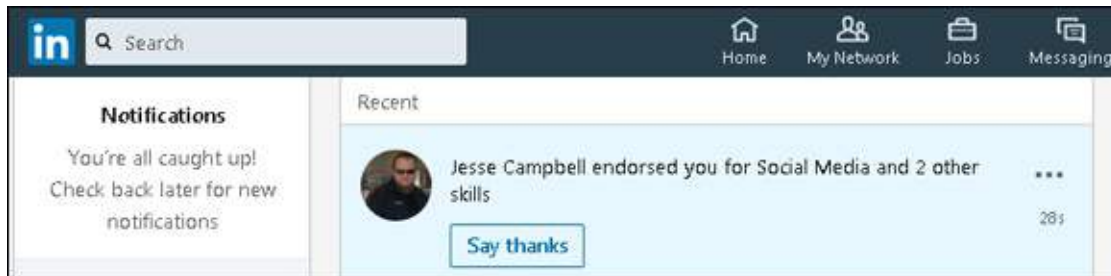 in
Search
Home
My Network
Jobs
Messaging
Notifications
You're all caught up!
Check back later for new
notifications
Recent
Jesse Campbell endorsed you for Social Media and 2 other
skills
28s
Say thanks